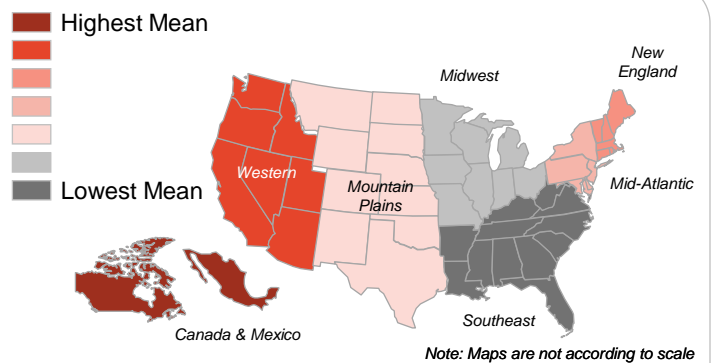 Highest Mean
Lowest Mean
Midwest
New
England
Western
Mountain
Plains
Mid-Atlantic
Southeast
Canada & Mexico
Note: Maps are not according to scale